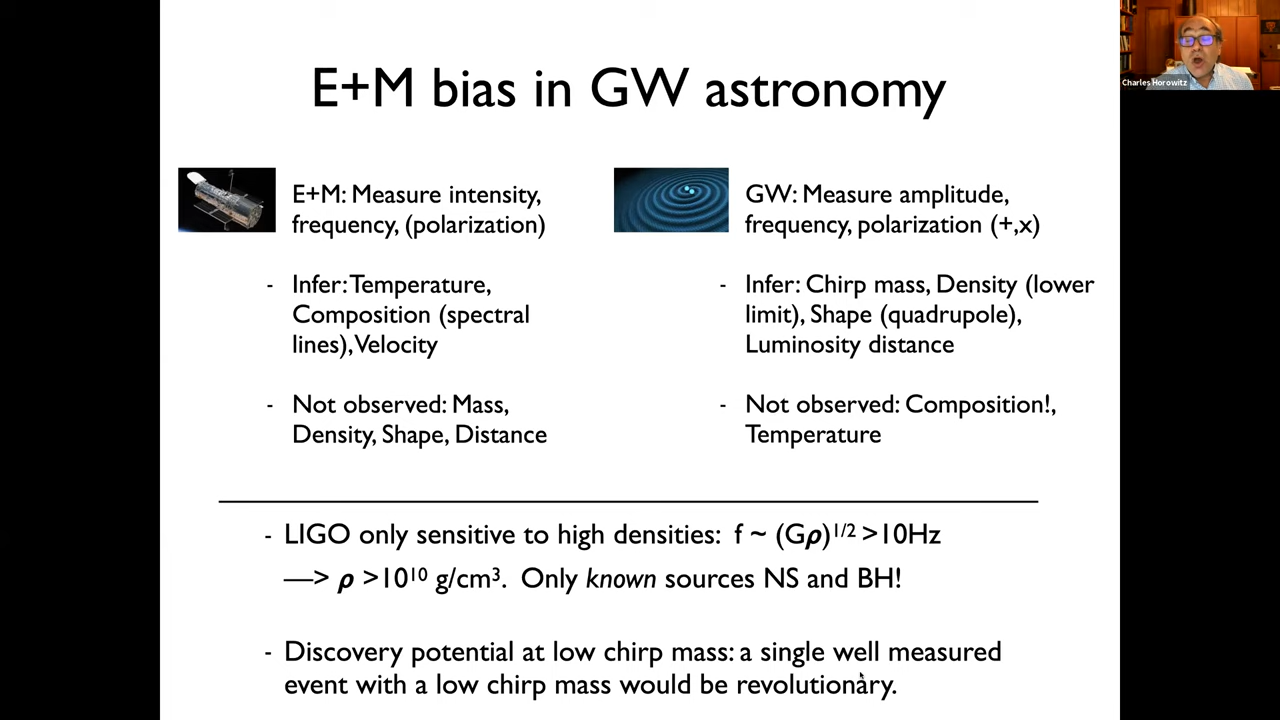 E+M bias in GW astronomy
Charles Horowitz
E+M: Measure intensity,
frequency, (polarization)
- Infer: Temperature,
Composition (spectral
lines), Velocity
- Not observed: Mass,
Density, Shape, Distance
GW: Measure amplitude,
frequency, polarization (+,x)
- Infer: Chirp mass, Density (lower
limit), Shape (quadrupole),
Luminosity distance
- Not observed: Composition!,
Temperature
- LIGO only sensitive to high densities: f ~ (Gρ)^1/2 >10Hz
—> ρ >10^10 g/cm^3. Only known sources NS and BH!
- Discovery potential at low chirp mass: a single well measured
event with a low chirp mass would be revolutionary.